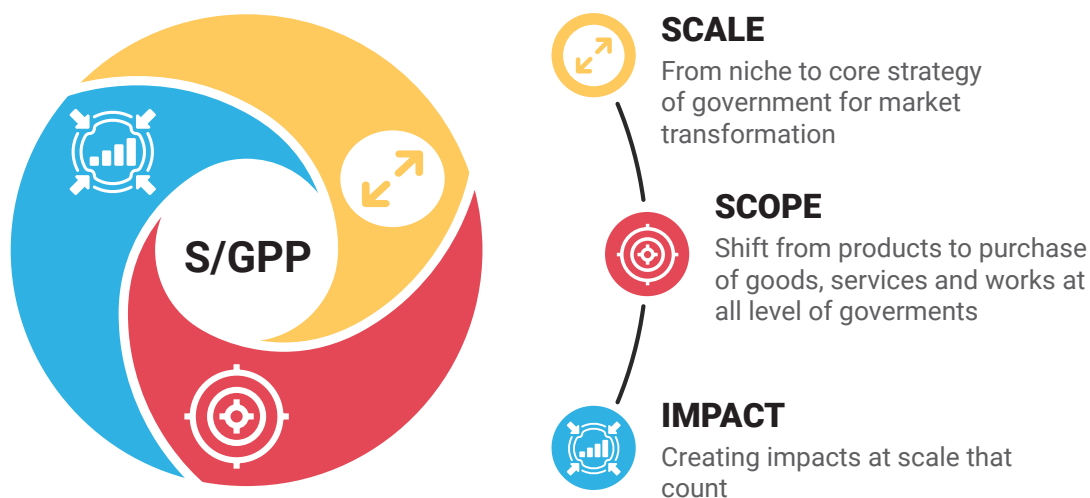 S/GPP
SCALE
From niche to core strategy
of government for market
transformation
SCOPE
Shift from products to purchase
of goods, services and works at
all level of goverments
IMPACT
Creating impacts at scale that
count